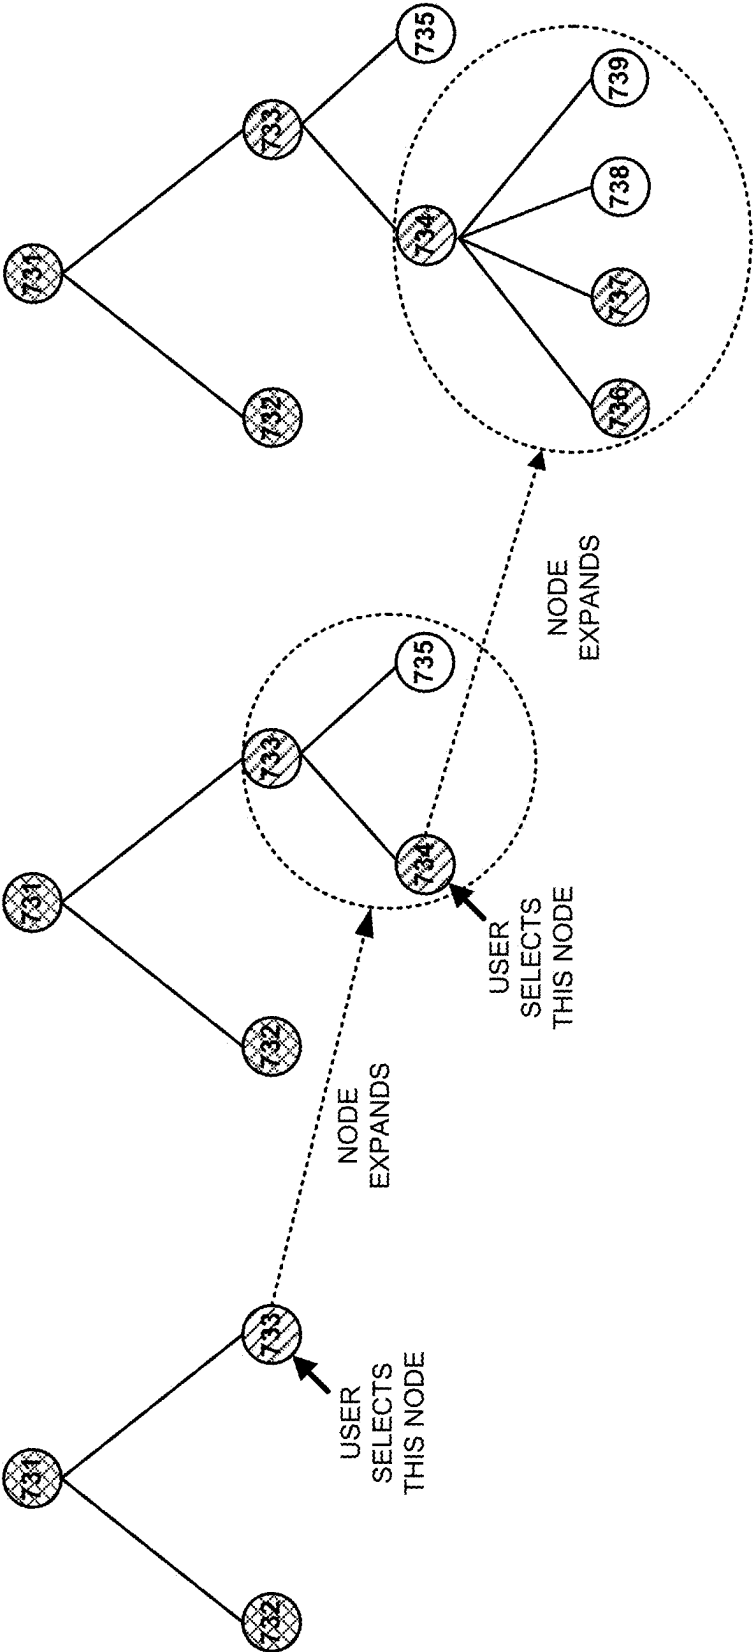 731
732
733
USER
SELECTS
THIS NODE
NODE
EXPANDS
731
732
733
734
735
USER
SELECTS
THIS NODE
NODE
EXPANDS
731
732
733
734
735
736
737
738
739